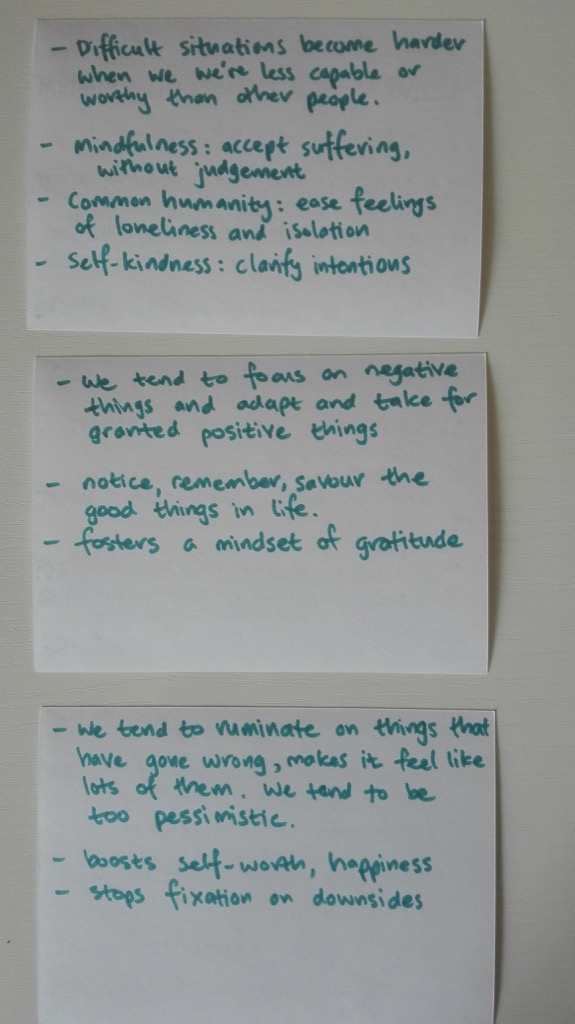 - Difficult situations become harder
when we we're less capable or
worthy than other people.
- mindfulness: accept suffering,
without judgement
- Common humanity: ease feelings
of loneliness and isolation
- Self-kindness: clarify intentions
- We tend to focus on negative
things and adapt and take for
granted positive things
- notice, remember, savour the
good things in life.
- fosters a mindset of gratitude
- We tend to ruminate on things that
have gone wrong, makes it feel like
lots of them. We tend to be
too pessimistic.
- boosts self-worth, happiness
- stops fixation on downsides